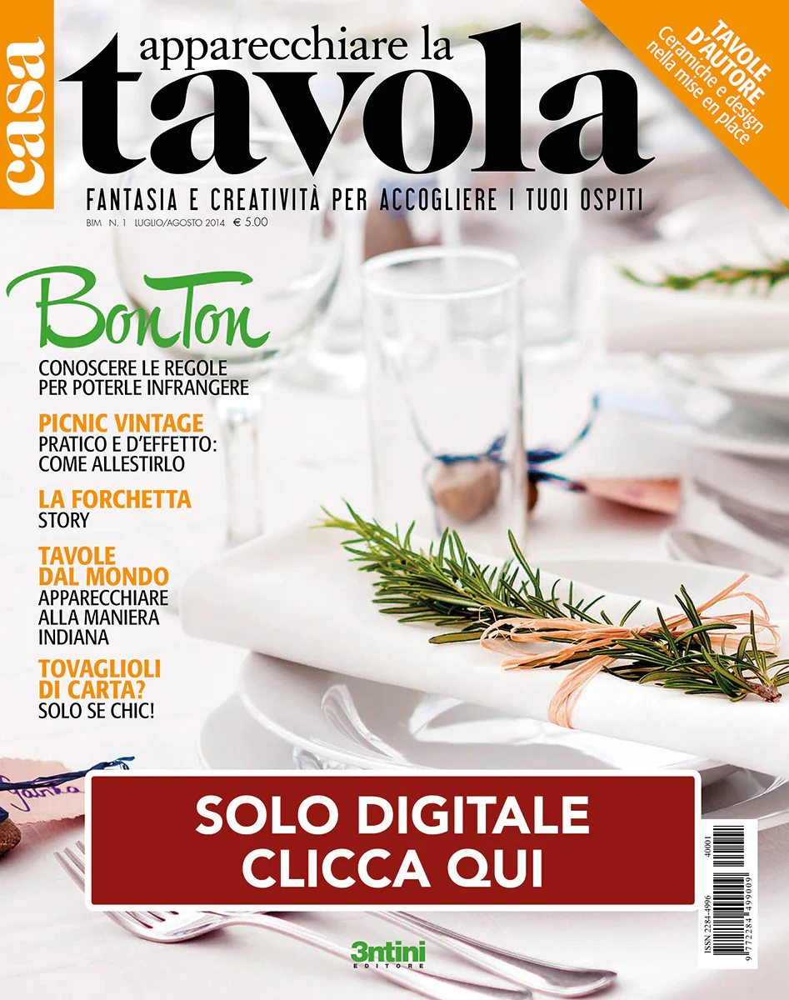 casa
apparecchiare la
tavola
FANTASIA E CREATIVITÀ PER ACCOGLIERE I TUOI OSPITI
BIM N. 1 LUGLIO/AGOSTO 2014 € 5.00
TAVOLE
D'AUTORE
Ceramiche e design
nella mise en place
BonTon
CONOSCERE LE REGOLE
PER POTERLE INFRANGERE
PICNIC VINTAGE
PRATICO E D'EFFETTO:
COME ALLESTIRLO
LA FORCHETTA
STORY
TAVOLE
DAL MONDO
APPARECCHIARE
ALLA MANIERA
INDIANA
TOVAGLIOLI
DI CARTA?
SOLO SE CHIC!
SOLO DIGITALE
CLICCA QUI
3ntini
EDITORE
ISSN 2284-4996
40001
9 772284 499009